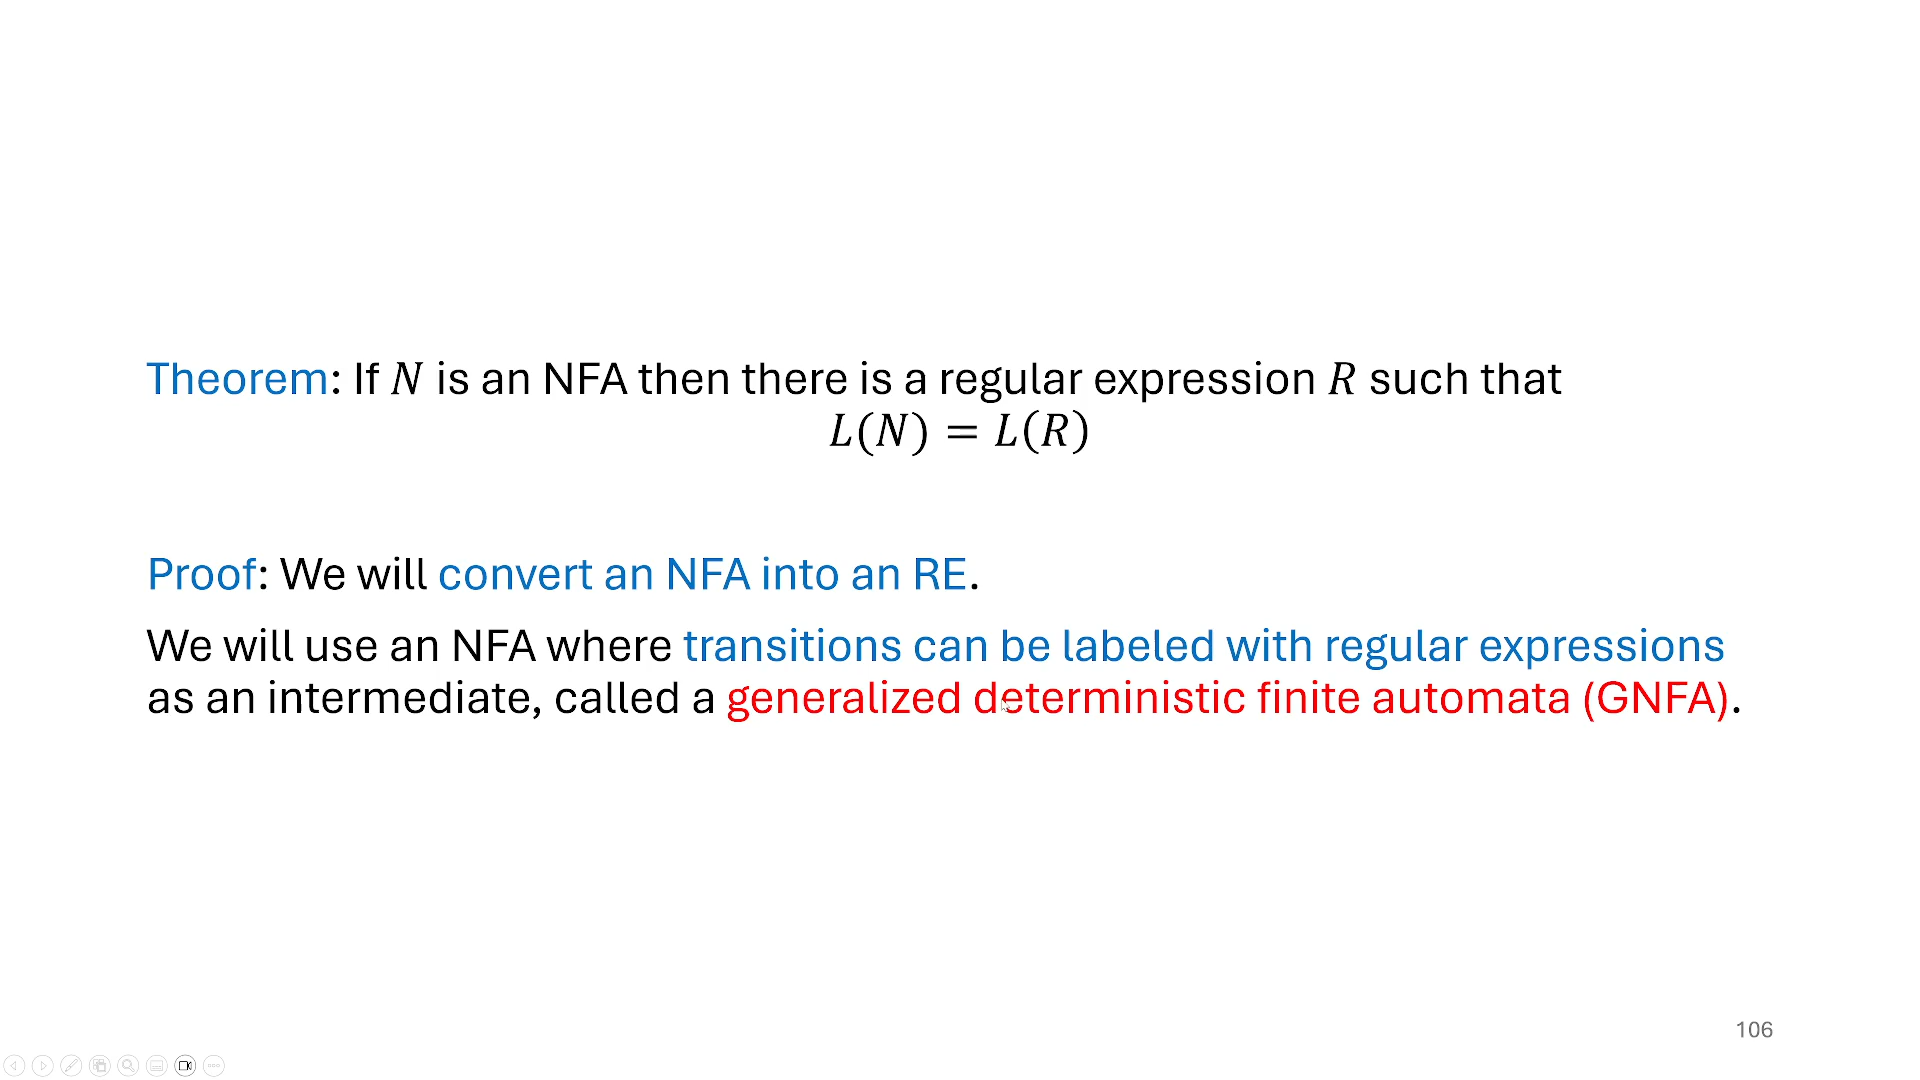 Theorem: If N is an NFA then there is a regular expression R such that
L(N) = L(R)
Proof: We will convert an NFA into an RE.
We will use an NFA where transitions can be labeled with regular expressions
as an intermediate, called a generalized deterministic finite automata (GNFA).
106